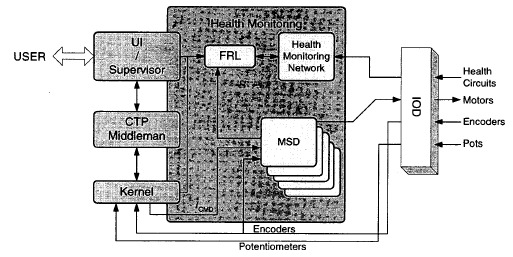 Health Monitoring
USER
UI
/
Supervisor
FRL
Health
Monitoring
Network
IOD
Health
Circuits
Motors
Encoders
Pots
CTP
Middleman
MSD
Kernel
CMD
Encoders
Potentiometers